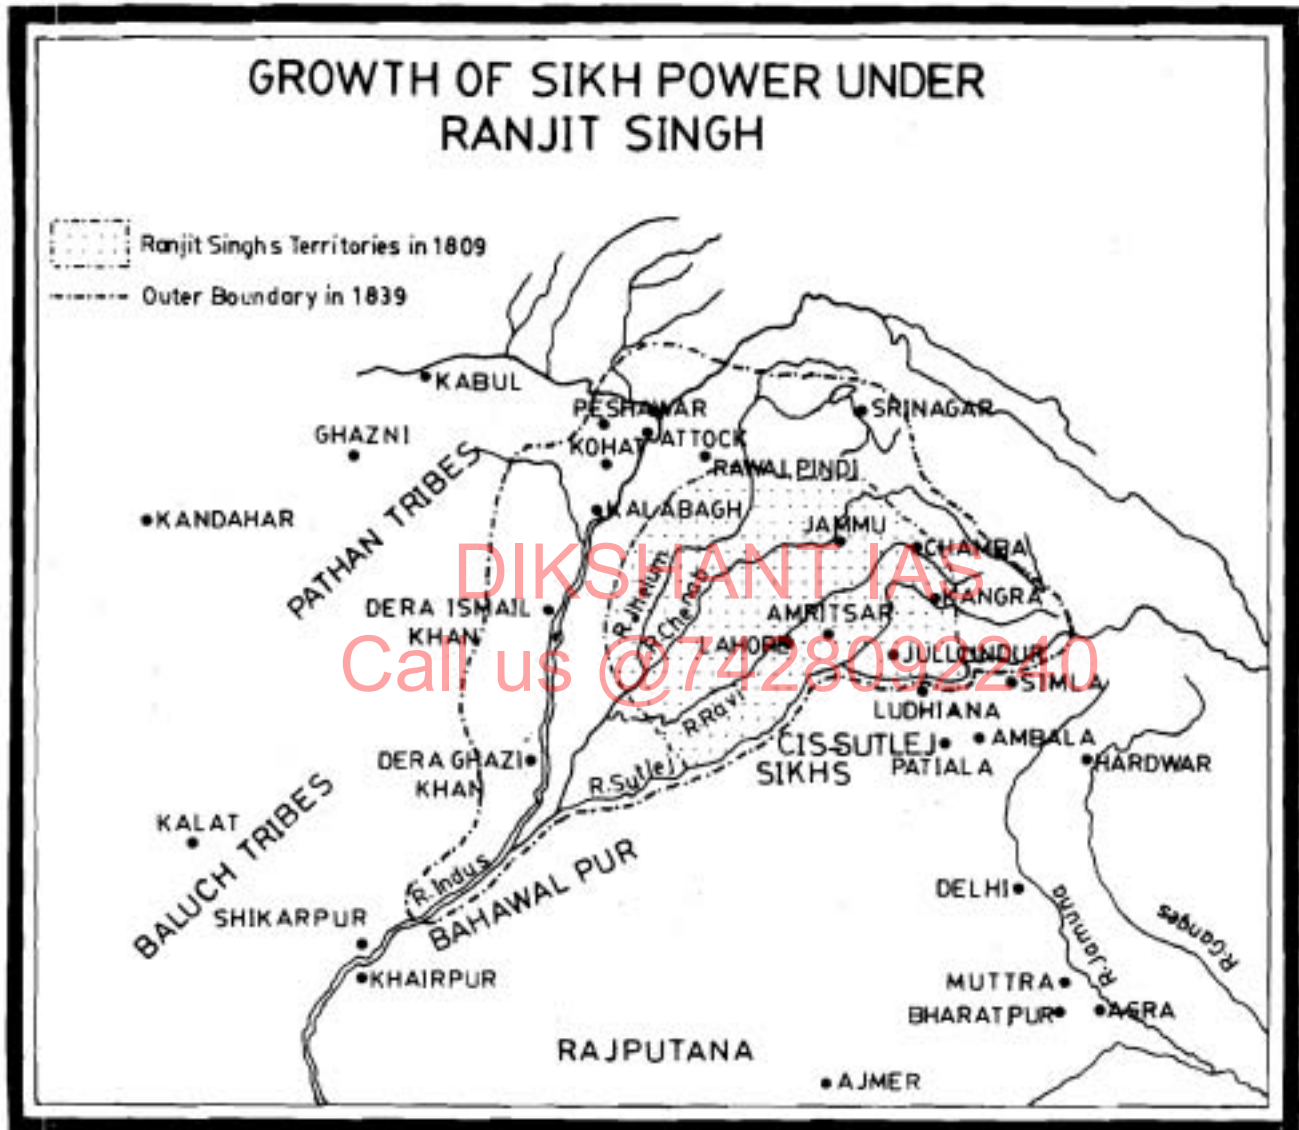 GROWTH OF SIKH POWER UNDER
RANJIT SINGH
Ranjit Singhs Territories in 1809
Outer Boundary in 1839
KABUL
PESHAWAR
SRINAGAR
GHAZNI
KOHAT
ATTOCK
RAWALPINDI
PATHAN TRIBES
KANDAHAR
KALABAGH
JAMMU
CHAMBA
DIKSHANT IAS
R.Jhelum
R.Chenab
KANGRA
DERA ISMAIL
KHAN
AMRITSAR
LAHORE
JULLUNDUR
Call us @7428092240
SIMLA
LUDHIANA
R.Ravi
CIS-SUTLEJ
SIKHS
AMBALA
PATIALA
HARDWAR
DERA GHAZI
KHAN
R.Sutlej
KALAT
BALUCH TRIBES
R.Indus
BAHAWAL PUR
SHIKARPUR
KHAIRPUR
DELHI
R.Jamuna
R.Ganges
MUTTRA
BHARATPUR
AGRA
RAJPUTANA
AJMER